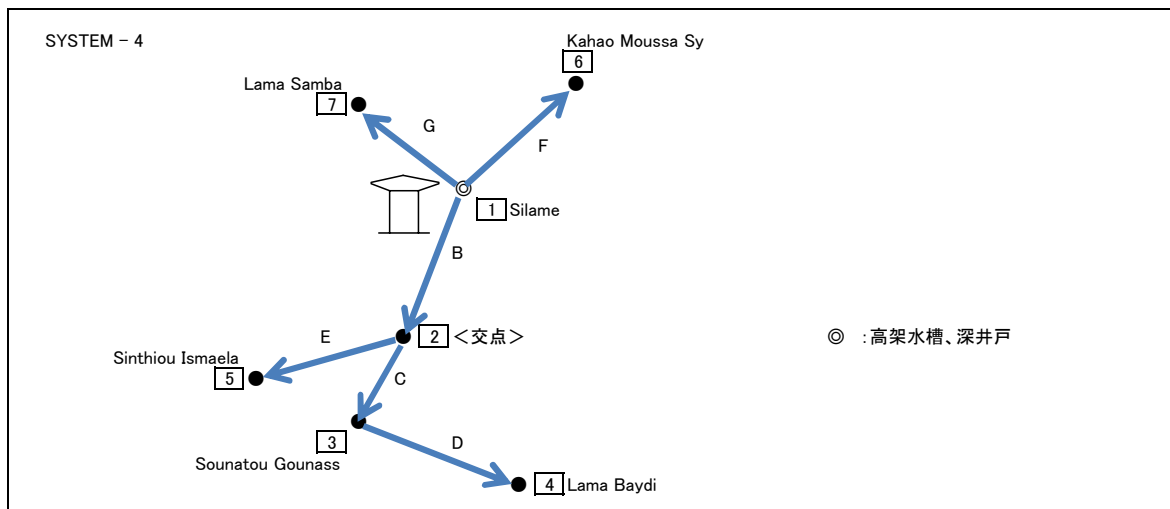 SYSTEM - 4
Kahao Moussa Sy
6
Lama Samba
7
G
F
1 Silame
B
E
2 <交点>
◎ :高架水槽、深井戸
Sinthiou Ismaela
5
C
3
D
Sounatou Gounass
4 Lama Baydi